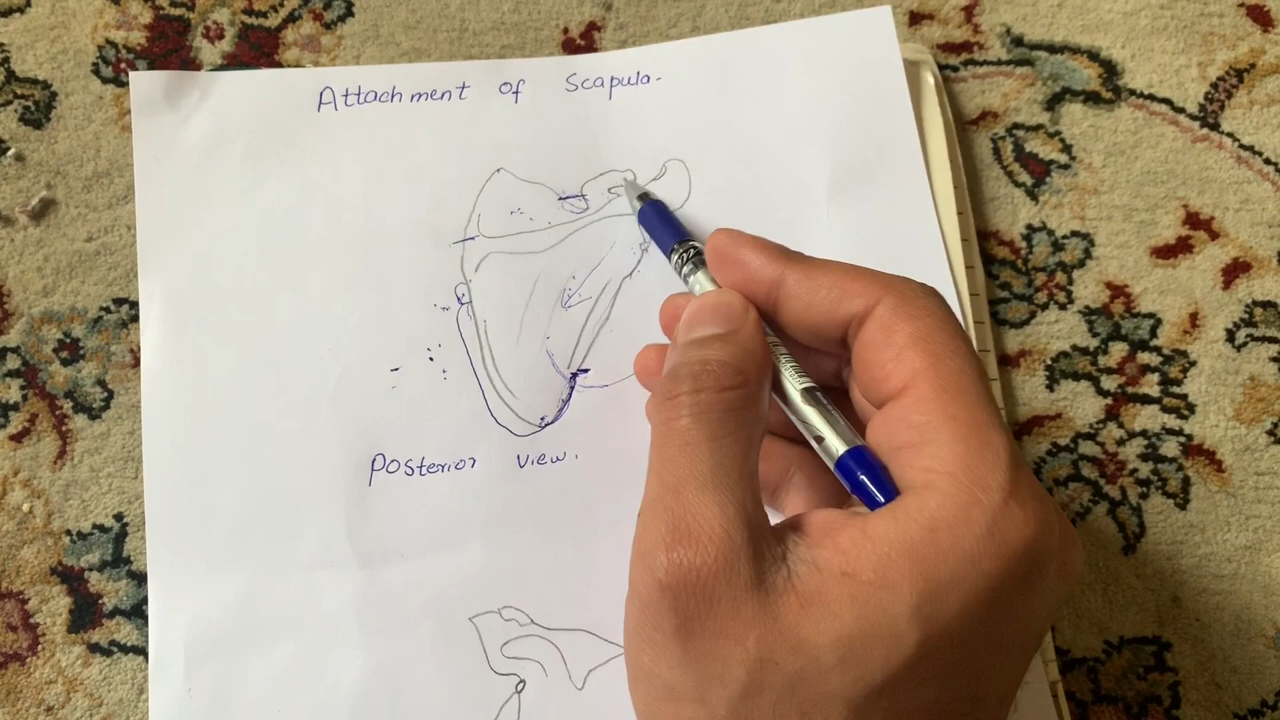 Attachment of Scapula.
Posterior View.